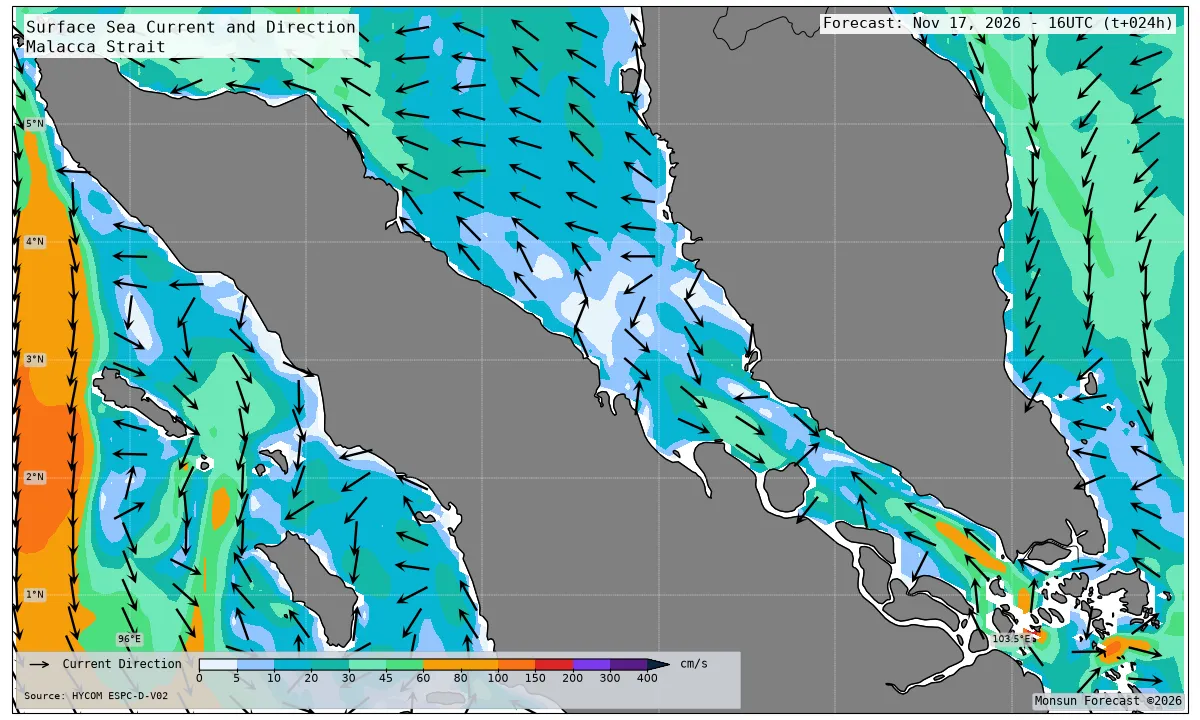 Surface Sea Current and Direction
Malacca Strait
Forecast: Nov 17, 2026 - 16UTC (t+024h)
5°N
4°N
3°N
2°N
1°N
96°E
103.5°E
Current Direction
0 5 10 20 30 45 60 80 100 150 200 300 400
cm/s
Source: HYCOM ESPC-D-V02
Monsun Forecast ©2026